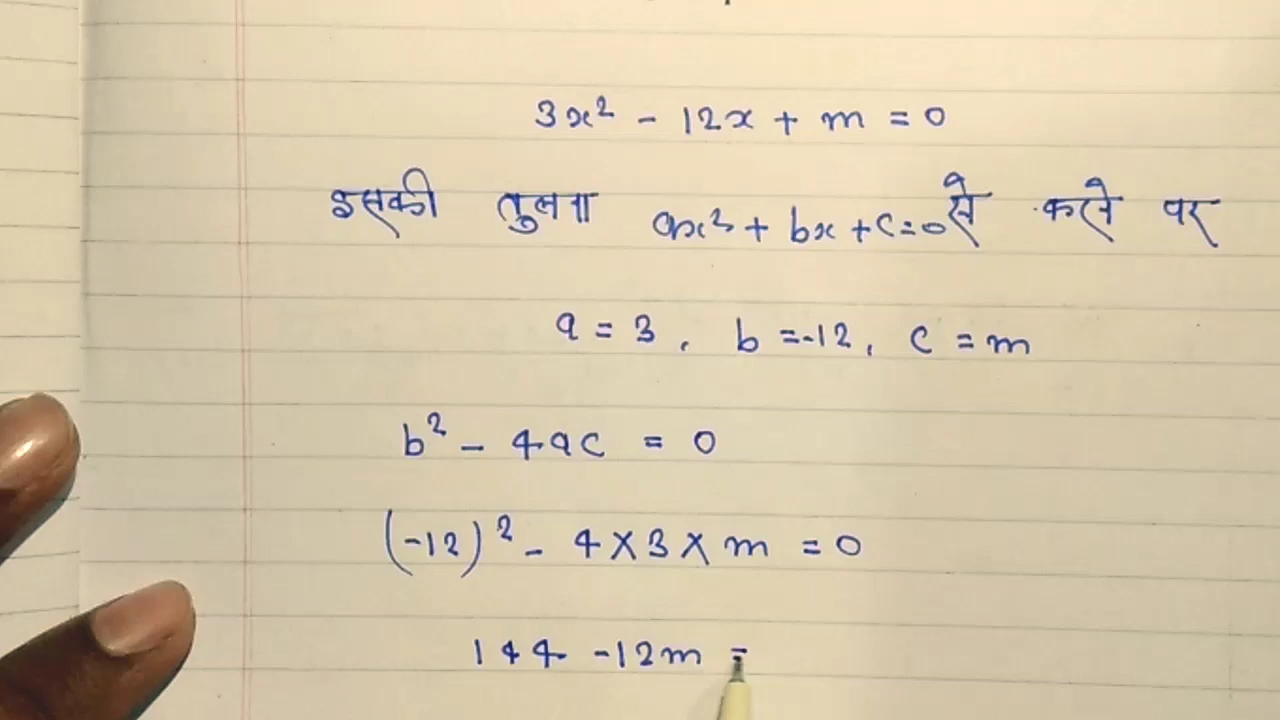 3x² - 12x + m = 0
इसकी तुलना ax² + bx + c = 0 से करने पर
a = 3, b = -12, c = m
b² - 4ac = 0
(-12)² - 4 × 3 × m = 0
144 - 12m =